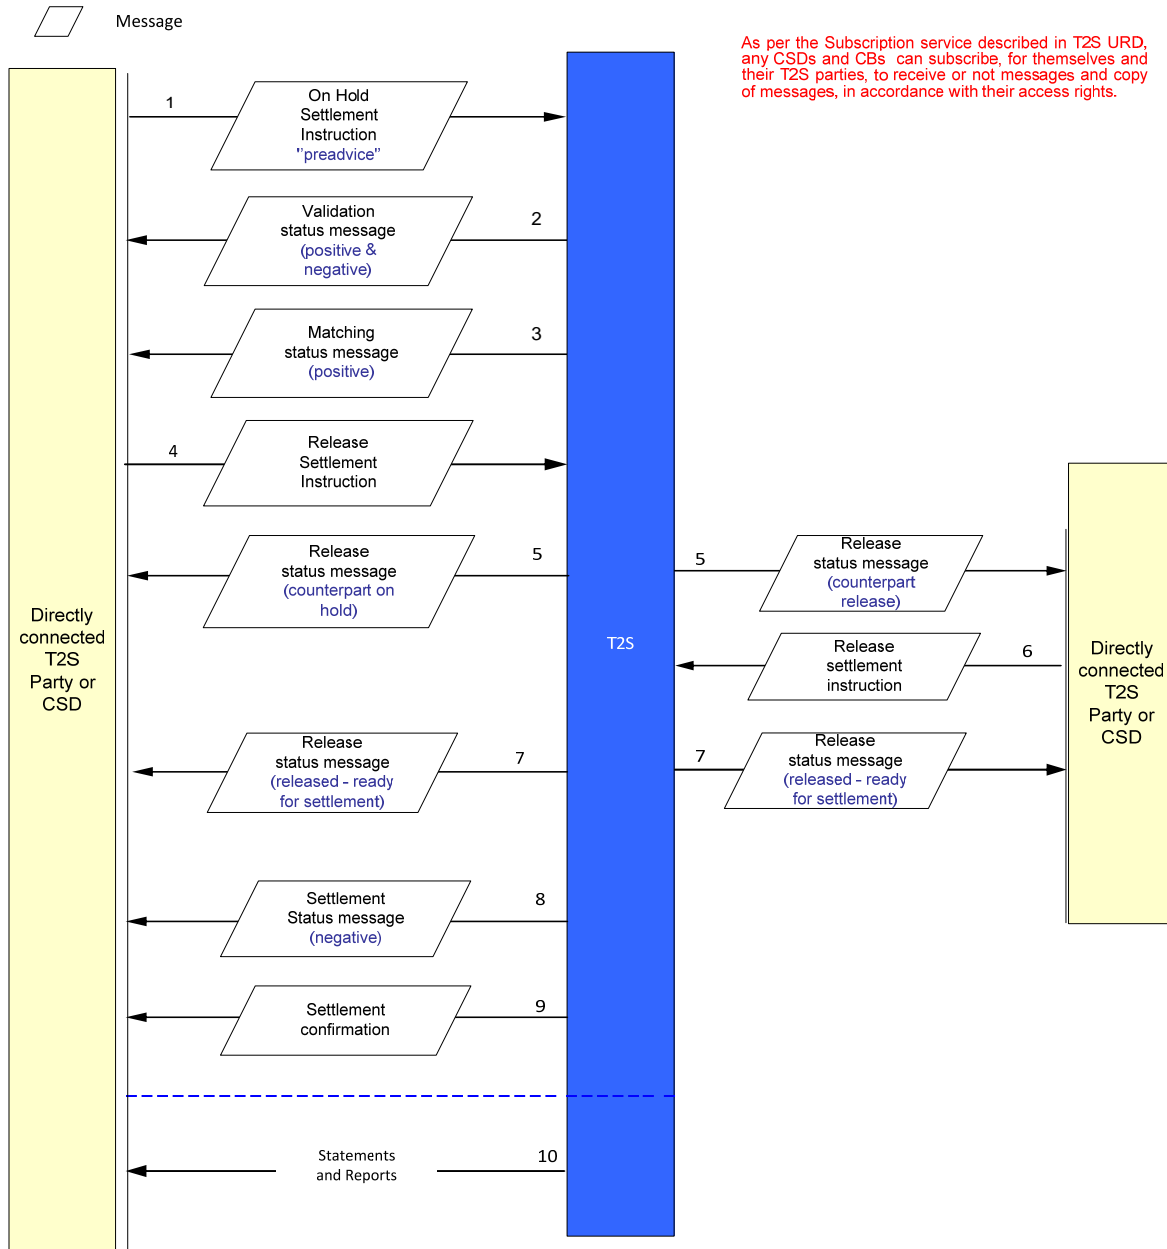 Message
As per the Subscription service described in T2S URD,
any CSDs and CBs can subscribe, for themselves and
their T2S parties, to receive or not messages and copy
of messages, in accordance with their access rights.
1
On Hold
Settlement
Instruction
"preadvice"
Validation
status message
(positive &
negative)
2
Matching
status message
(positive)
3
4
Release
Settlement
Instruction
Release
status message
(counterpart on
hold)
5
5
Release
status message
(counterpart
release)
Directly
connected
T2S
Party or
CSD
T2S
Release
settlement
instruction
6
Directly
connected
T2S
Party or
CSD
Release
status message
(released - ready
for settlement)
7
7
Release
status message
(released - ready
for settlement)
Settlement
Status message
(negative)
8
Settlement
confirmation
9
Statements
and Reports
10